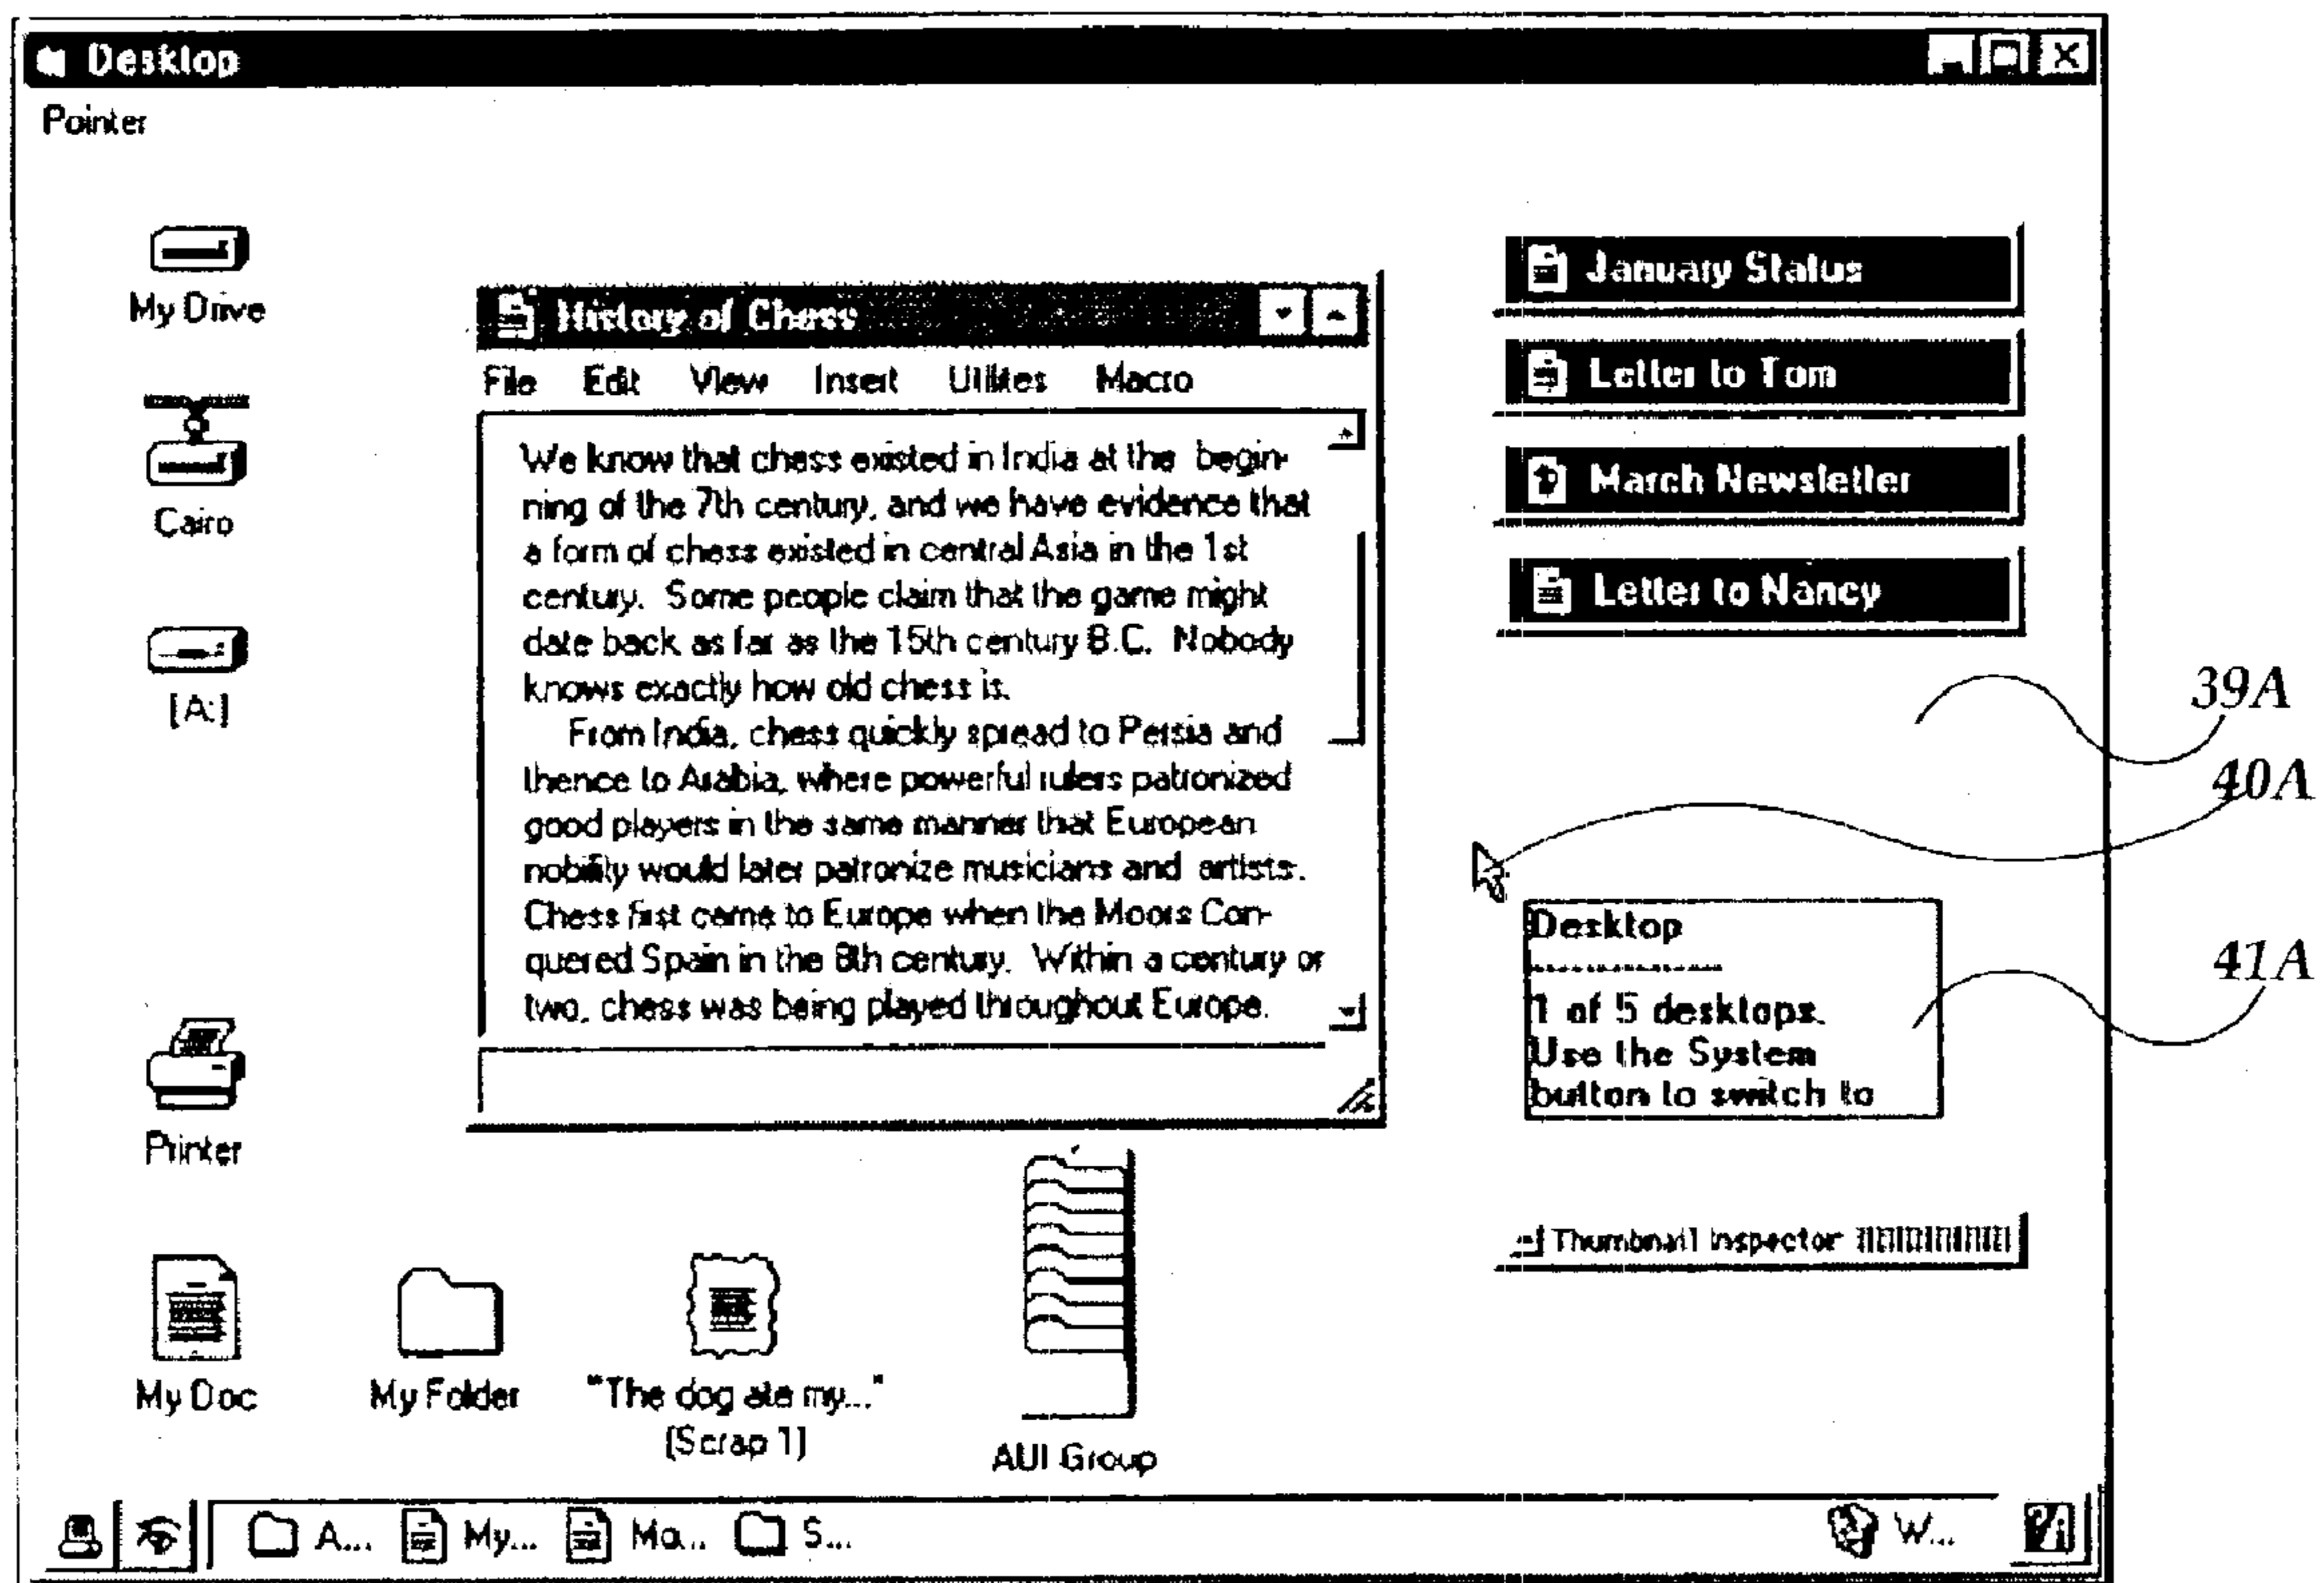 Desktop
Pointer
My Drive
Cairo
[A:]
Printer
My Doc
My Folder
"The dog ate my..."
[Scrap 1]
AUI Group
History of Chess
File Edit View Insert Utilites Macro
We know that chess existed in India at the begin-
ning of the 7th century, and we have evidence that
a form of chess existed in central Asia in the 1st
century. Some people claim that the game might
date back as far as the 15th century B.C. Nobody
knows exactly how old chess is.
From India, chess quickly spread to Persia and
thence to Arabia, where powerful rulers patronized
good players in the same manner that European
nobility would later patronize musicians and artists.
Chess first came to Europe when the Moors Con-
quered Spain in the 8th century. Within a century or
two, chess was being played throughout Europe.
January Status
Letter to Tom
March Newsletter
Letter to Nancy
39A
40A
41A
Desktop
1 of 5 desktops.
Use the System
button to switch to
Thumbnail Inspector
A... My... Ma... S... W... ?/i